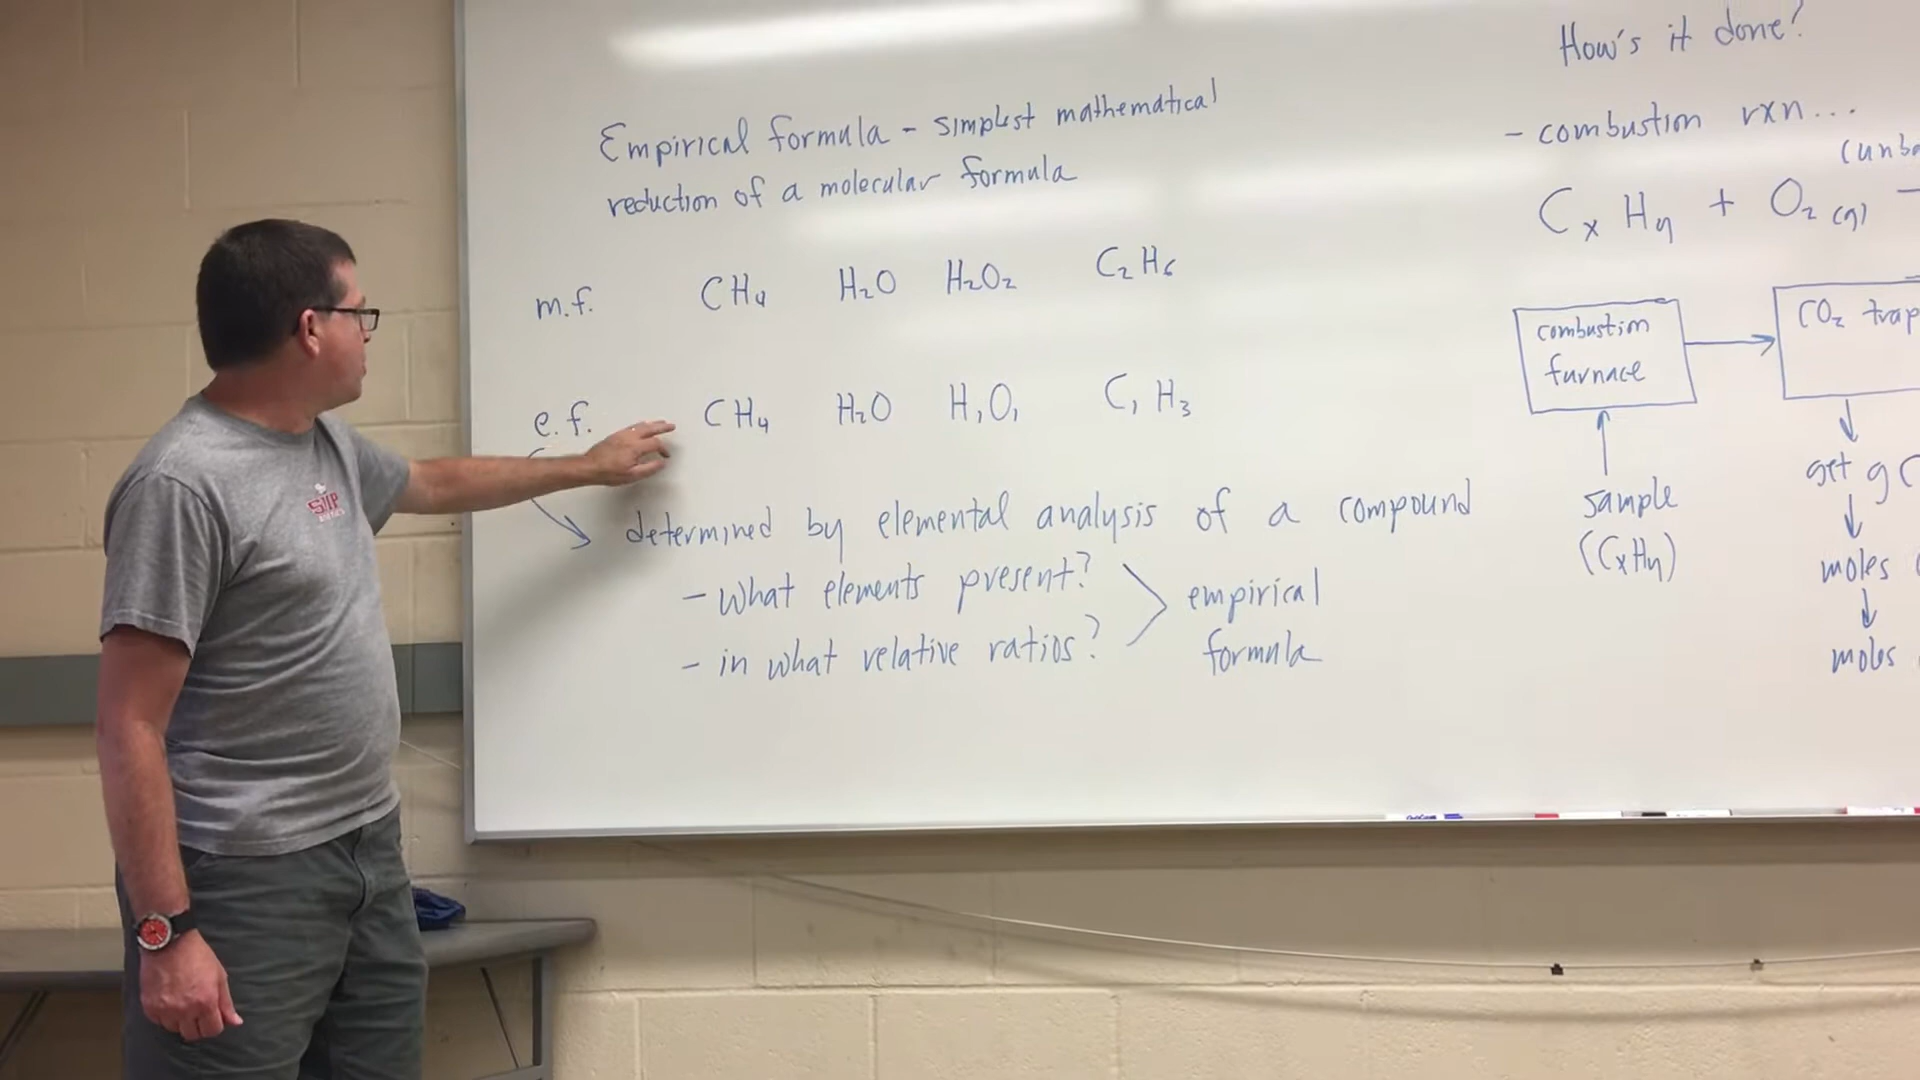 Empirical formula - simplest mathematical
reduction of a molecular formula
m.f. CH₄ H₂O H₂O₂ C₂H₆
e.f. CH₄ H₂O H₁O₁ C₁H₃
determined by elemental analysis of a compound
- What elements present?
- in what relative ratios?
empirical
formula
How's it done?
- combustion rxn...
CxHy + O₂(g)
combustion
furnace
CO₂ trap
sample
(CxHy)
get g
moles
moles